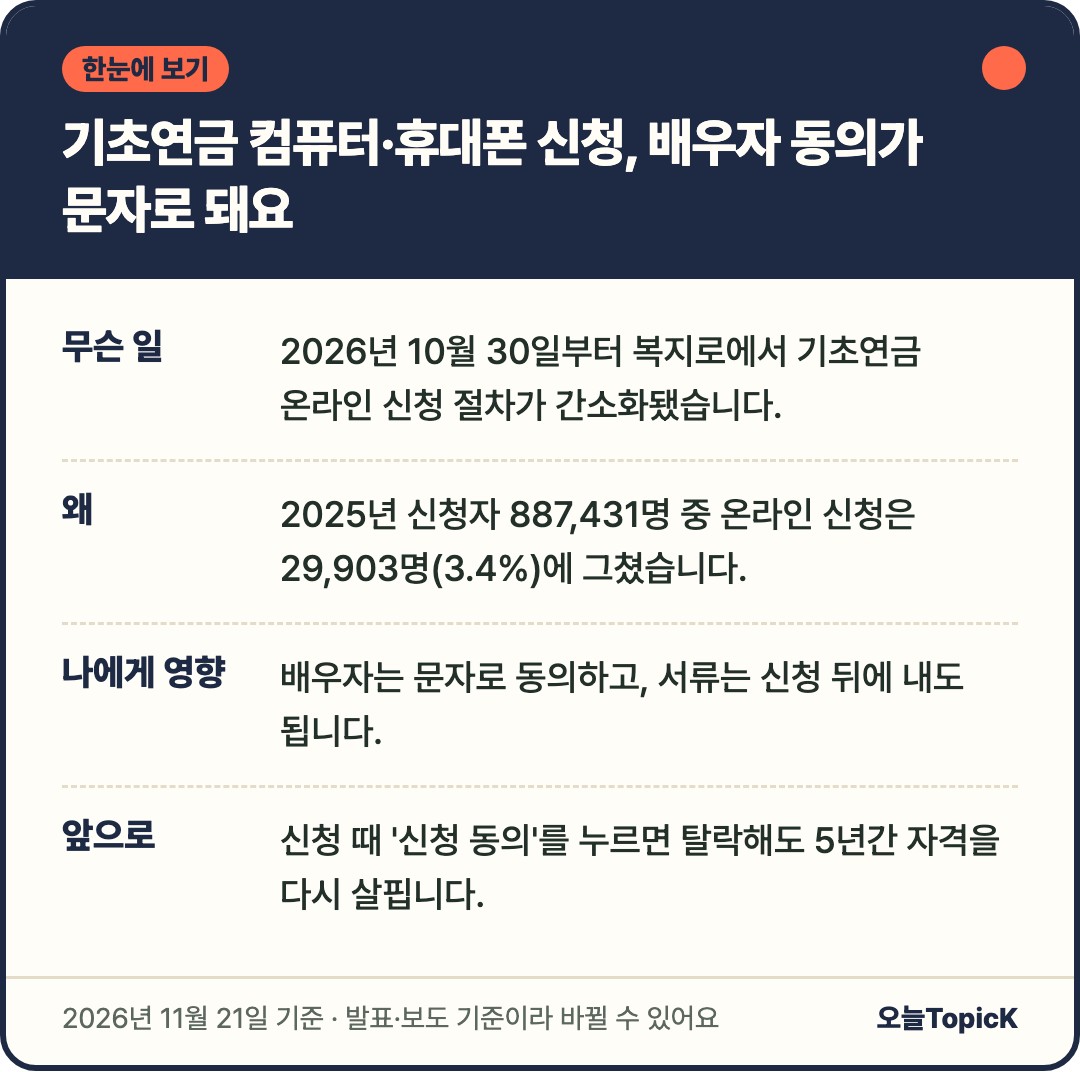 한눈에 보기
기초연금 컴퓨터·휴대폰 신청, 배우자 동의가
문자로 돼요
무슨 일
2026년 10월 30일부터 복지로에서 기초연금
온라인 신청 절차가 간소화됐습니다.
왜
2025년 신청자 887,431명 중 온라인 신청은
29,903명(3.4%)에 그쳤습니다.
나에게 영향
배우자는 문자로 동의하고, 서류는 신청 뒤에 내도
됩니다.
앞으로
신청 때 '신청 동의'를 누르면 탈락해도 5년간 자격을
다시 살핍니다.
2026년 11월 21일 기준 · 발표·보도 기준이라 바뀔 수 있어요
오늘TopicK